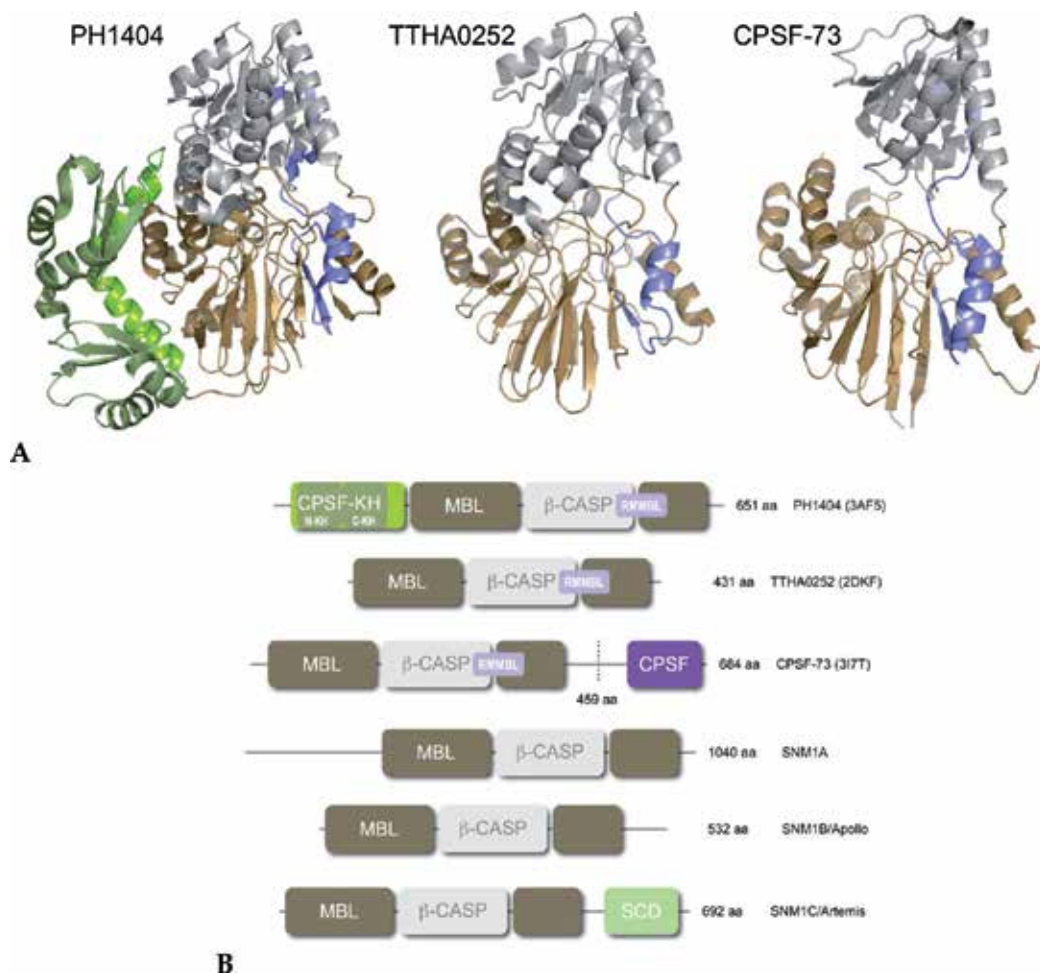 PH1404 TTHA0252 CPSF-73
A
CPSF-KH MBL β-CASP RMMBL 651 aa PH1404 (3AF5)
N-KH C-KH
MBL β-CASP RMMBL 431 aa TTHA0252 (2DKF)
MBL β-CASP RMMBL CPSF 684 aa CPSF-73 (3I7T)
459 aa
MBL β-CASP 1040 aa SNM1A
MBL β-CASP 532 aa SNM1B/Apollo
MBL β-CASP SCD 692 aa SNM1C/Artemis
B